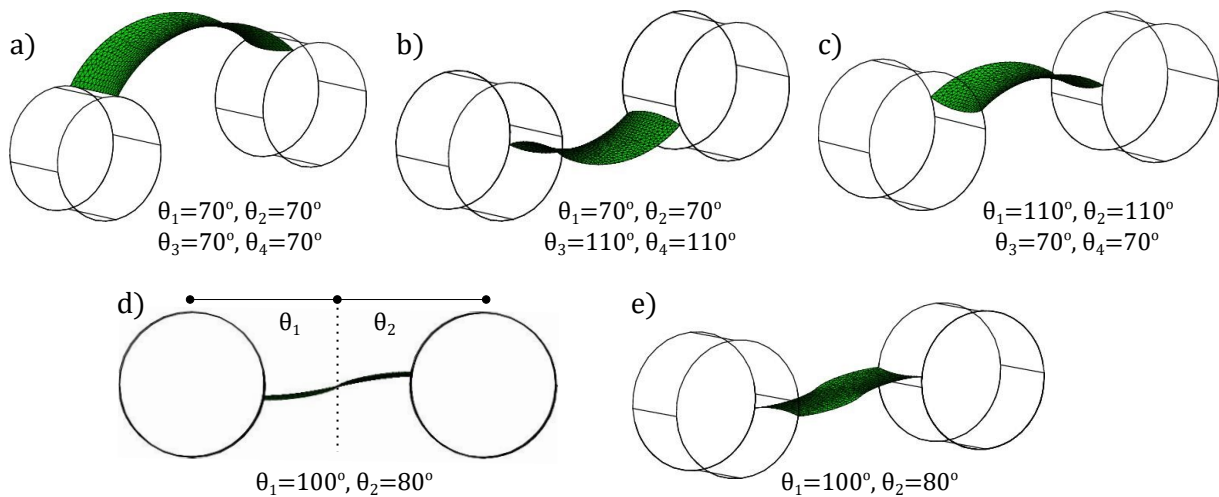 a)
b)
c)
θ₁=70°, θ₂=70°
θ₃=70°, θ₄=70°
θ₁=70°, θ₂=70°
θ₃=110°, θ₄=110°
θ₁=110°, θ₂=110°
θ₃=70°, θ₄=70°
d)
θ₁ θ₂
e)
θ₁=100°, θ₂=80°
θ₁=100°, θ₂=80°